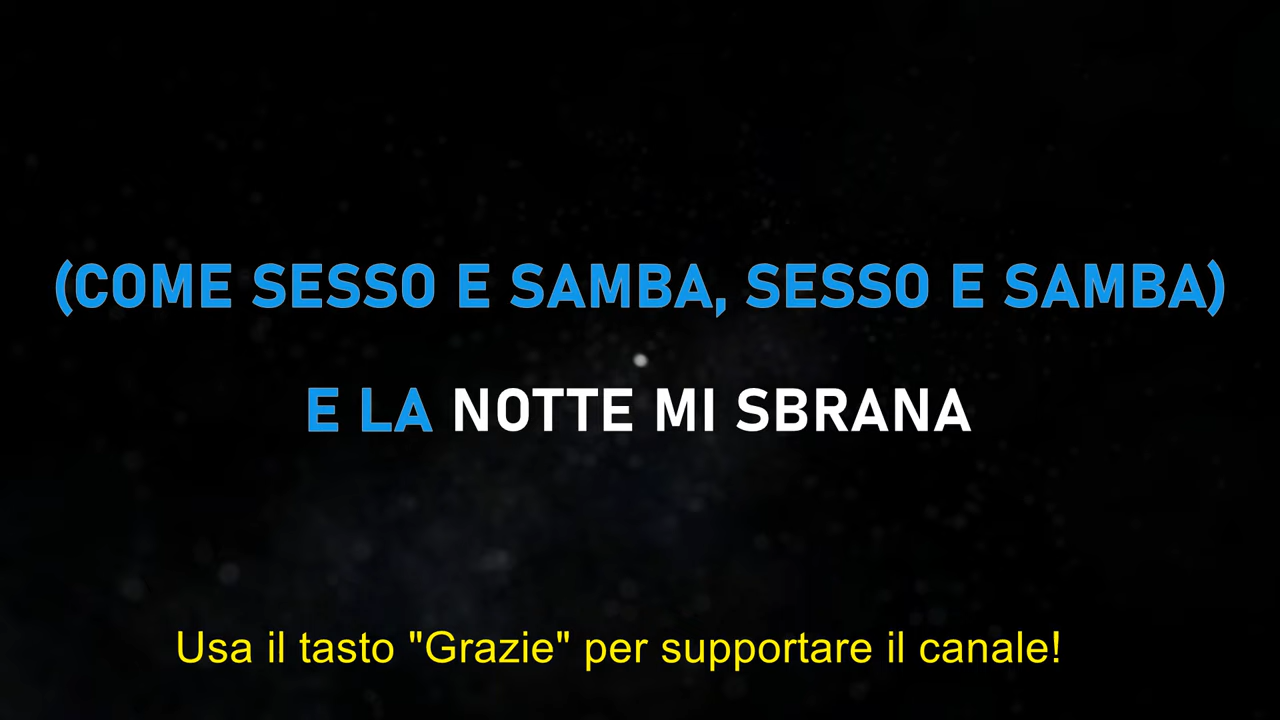 (COME SESSO E SAMBA, SESSO E SAMBA)
E LA NOTTE MI SBRANA
Usa il tasto "Grazie" per supportare il canale!